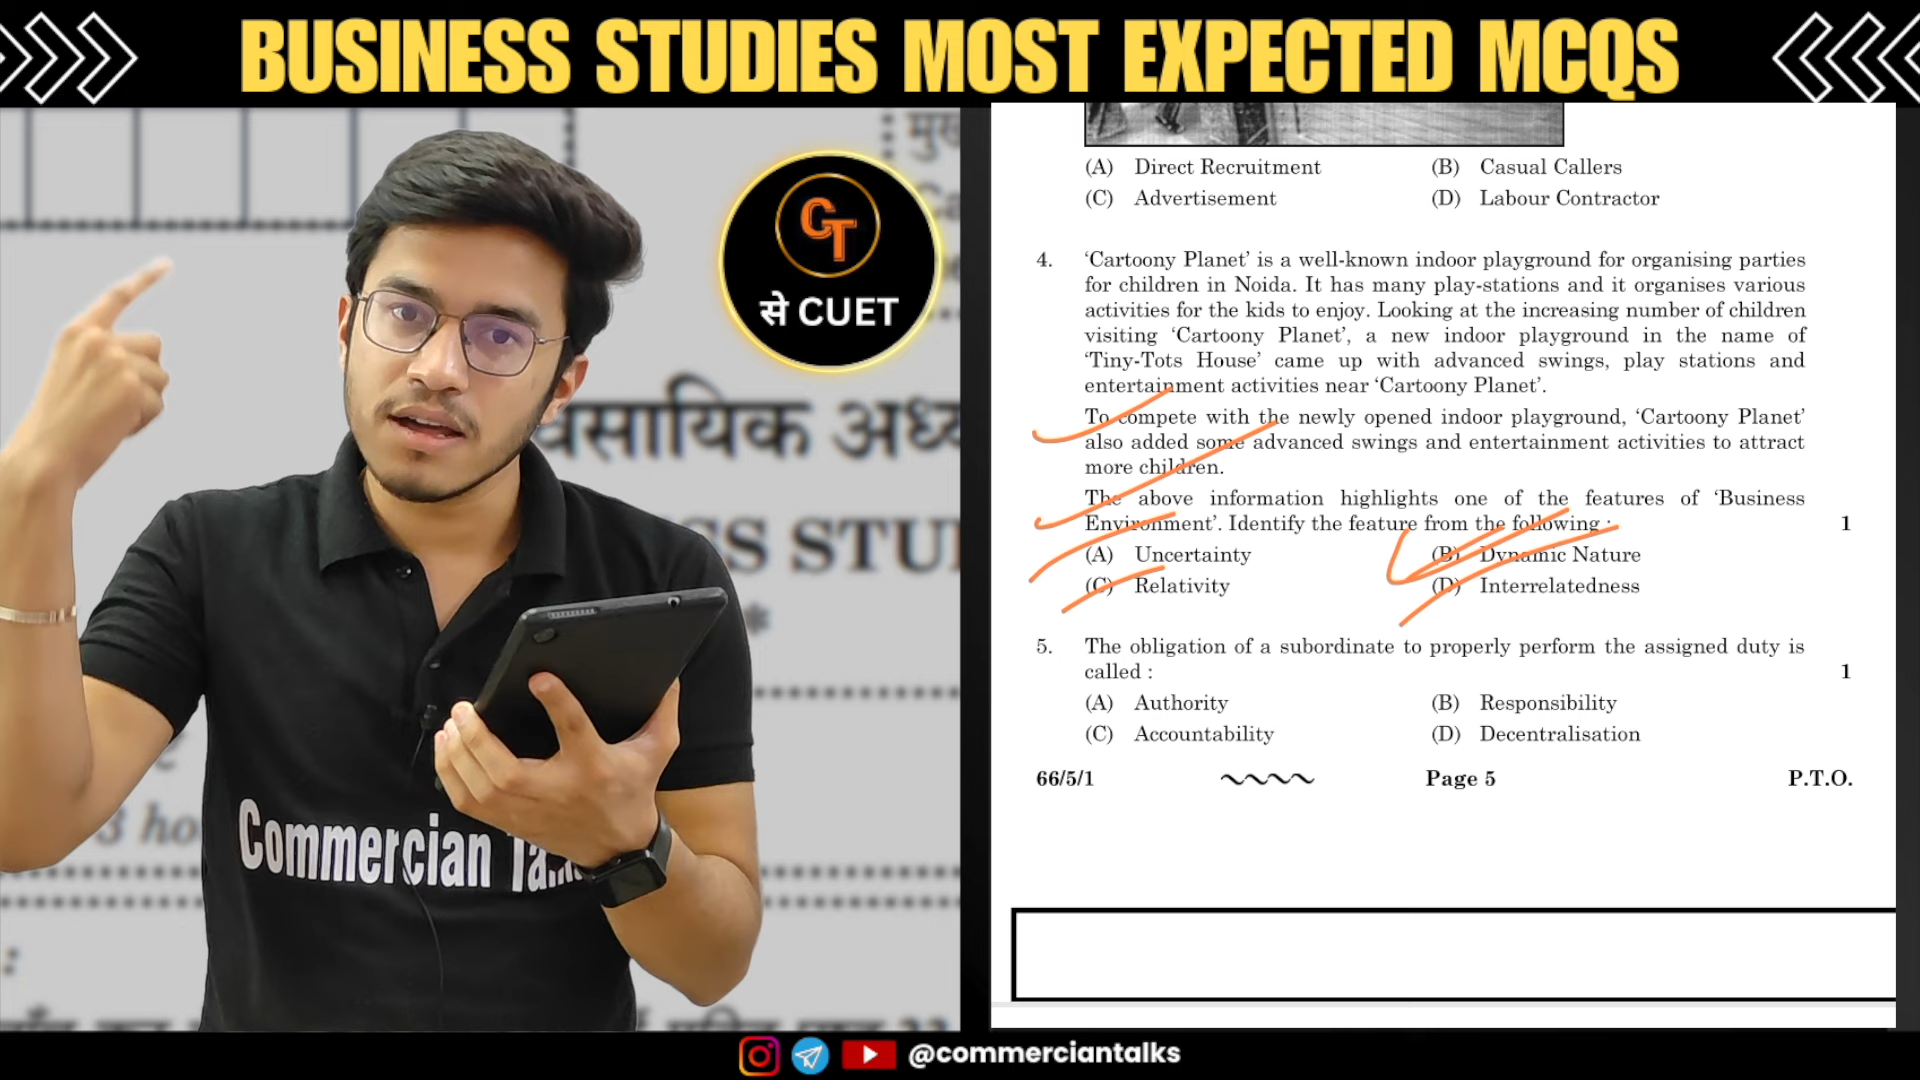 BUSINESS STUDIES MOST EXPECTED MCQS
CT
से CUET
SS STU
3 ho
Commercian
(A) Direct Recruitment (B) Casual Callers
(C) Advertisement (D) Labour Contractor
4. ‘Cartoony Planet’ is a well-known indoor playground for organising parties
for children in Noida. It has many play-stations and it organises various
activities for the kids to enjoy. Looking at the increasing number of children
visiting ‘Cartoony Planet’, a new indoor playground in the name of
‘Tiny-Tots House’ came up with advanced swings, play stations and
entertainment activities near ‘Cartoony Planet’.
To compete with the newly opened indoor playground, ‘Cartoony Planet’
also added some advanced swings and entertainment activities to attract
more children.
The above information highlights one of the features of ‘Business
Environment’. Identify the feature from the following : 1
(A) Uncertainty (B) Dynamic Nature
(C) Relativity (D) Interrelatedness
5. The obligation of a subordinate to properly perform the assigned duty is
called : 1
(A) Authority (B) Responsibility
(C) Accountability (D) Decentralisation
66/5/1 Page 5 P.T.O.
@commerciantalks